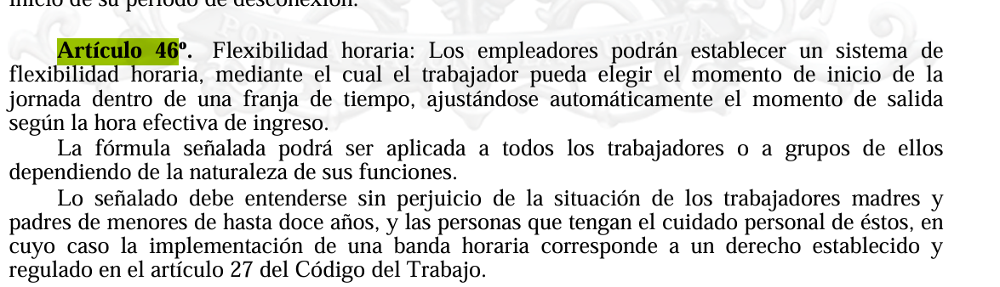 inicio de su período de desconexión.
Artículo 46º. Flexibilidad horaria: Los empleadores podrán establecer un sistema de
flexibilidad horaria, mediante el cual el trabajador pueda elegir el momento de inicio de la
jornada dentro de una franja de tiempo, ajustándose automáticamente el momento de salida
según la hora efectiva de ingreso.
La fórmula señalada podrá ser aplicada a todos los trabajadores o a grupos de ellos
dependiendo de la naturaleza de sus funciones.
Lo señalado debe entenderse sin perjuicio de la situación de los trabajadores madres y
padres de menores de hasta doce años, y las personas que tengan el cuidado personal de éstos, en
cuyo caso la implementación de una banda horaria corresponde a un derecho establecido y
regulado en el artículo 27 del Código del Trabajo.